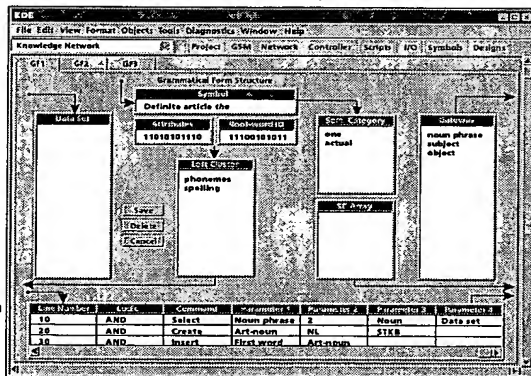 KDE
File Edit View Format Objects Tools Diagnostics Window Help
Knowledge Network Project GSM Network Controller Scripts I/O Symbols Designs
GF1 GF2 GF3
Grammatical Form Structure
Symbol
Definite article the
Data Set
Attributes
11010101110
Rootword ID
11100101011
Sem. Category
one
actual
Gateway
noun phrase
subject
object
Lexi Cluster
phonemes
spelling
SF Array
Save
Delete
Cancel
Line Number Logic Command Parameter 1 Parameter 2 Parameter 3 Parameter 4
10 AND Select Noun phrase 2 Noun Data set
20 AND Create Art-noun NL STKB
30 AND Insert First word Art-noun